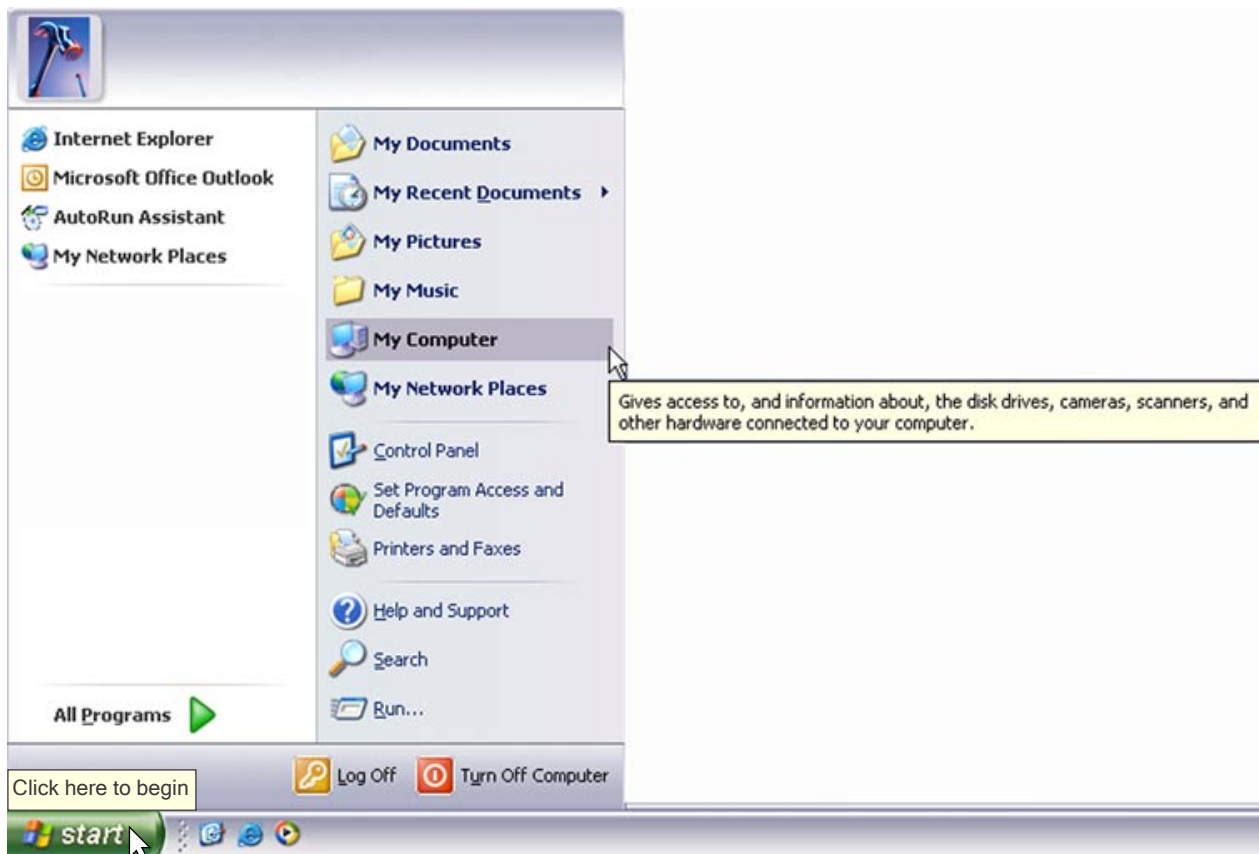 Internet Explorer
Microsoft Office Outlook
AutoRun Assistant
My Network Places
All Programs
My Documents
My Recent Documents
My Pictures
My Music
My Computer
My Network Places
Gives access to, and information about, the disk drives, cameras, scanners, and
other hardware connected to your computer.
Control Panel
Set Program Access and
Defaults
Printers and Faxes
Help and Support
Search
Run...
Log Off
Turn Off Computer
Click here to begin
start